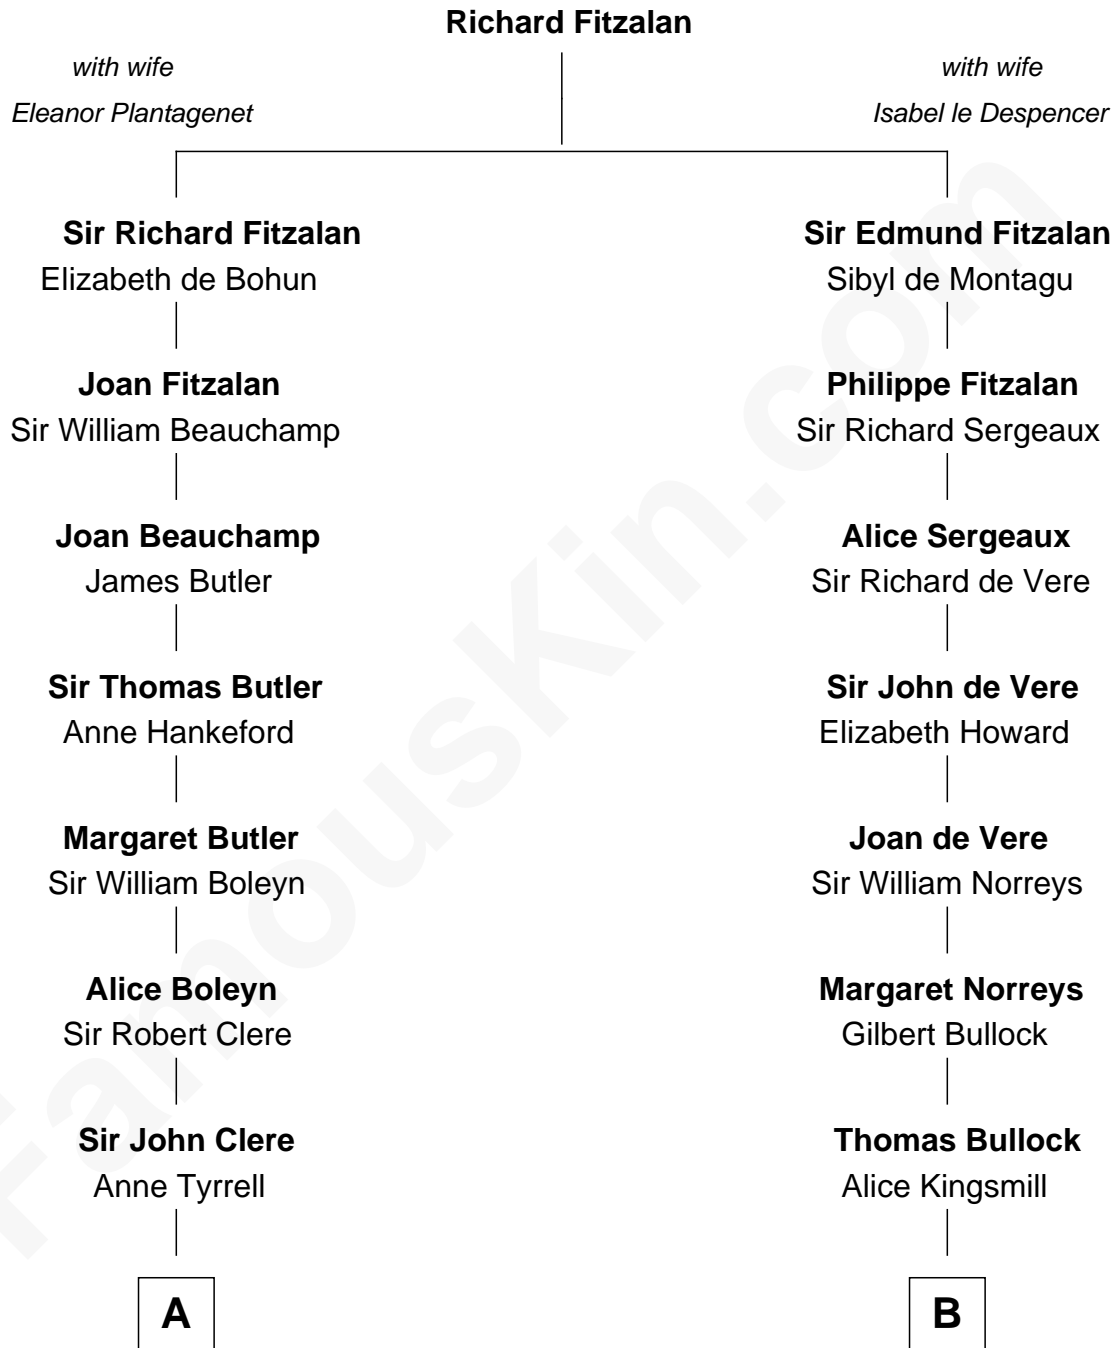 Richard Fitzalan
with wife
Eleanor Plantagenet
with wife
Isabel le Despencer
Sir Richard Fitzalan
Elizabeth de Bohun
Sir Edmund Fitzalan
Sibyl de Montagu
Joan Fitzalan
Sir William Beauchamp
Philippe Fitzalan
Sir Richard Sergeaux
Joan Beauchamp
James Butler
Alice Sergeaux
Sir Richard de Vere
Sir Thomas Butler
Anne Hankeford
Sir John de Vere
Elizabeth Howard
Margaret Butler
Sir William Boleyn
Joan de Vere
Sir William Norreys
Alice Boleyn
Sir Robert Clere
Margaret Norreys
Gilbert Bullock
Sir John Clere
Anne Tyrrell
Thomas Bullock
Alice Kingsmill
A
B
FamousKin.com